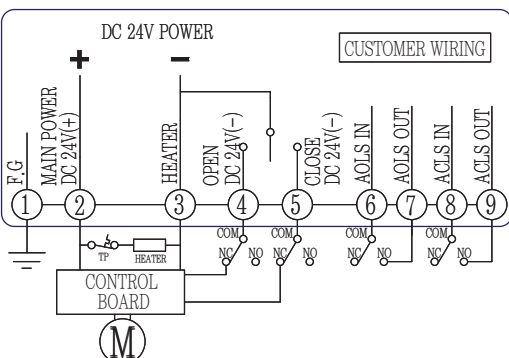 DC 24V POWER
+
-
CUSTOMER WIRING
F.G
MAIN POWER
DC 24V(+)
HEATER
OPEN
DC 24V(-)
CLOSE
DC 24V(-)
AOLS IN
AOLS OUT
ACLS IN
ACLS OUT
1 2 3 4 5 6 7 8 9
COM COM COM COM
TP HEATER NC NO NC NO NC NO NC NO
CONTROL
BOARD
M